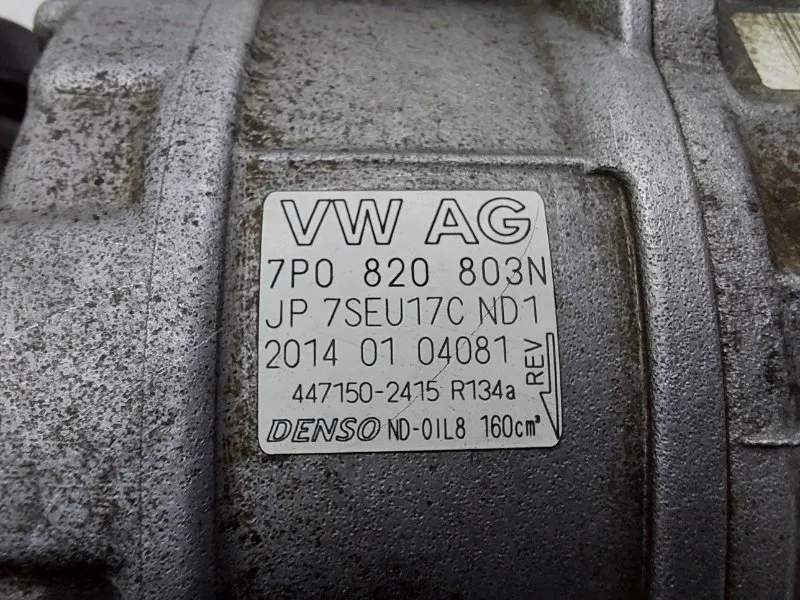 VW AG
7P0 820 803N
JP 7SEU17C ND1
2014 01 04081
REV
447150-2415 R134a
DENSO ND-OIL8 160cm³